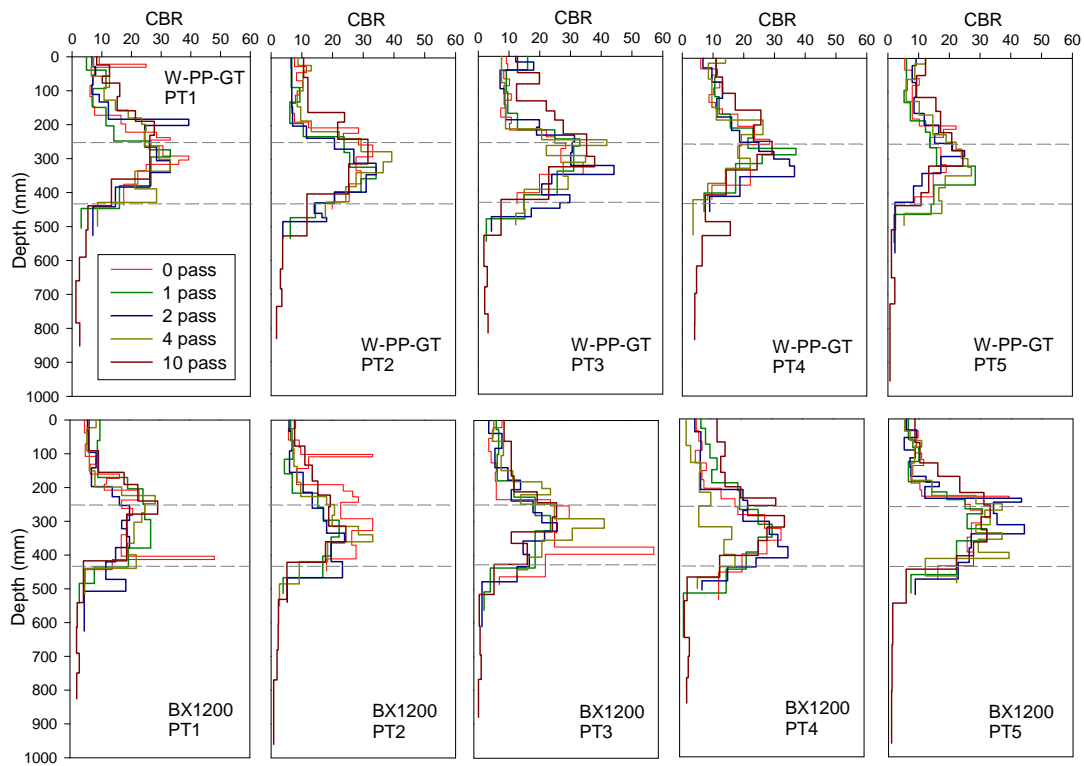 CBR CBR CBR CBR CBR
0 10 20 30 40 50 60 0 10 20 30 40 50 60 0 10 20 30 40 50 60 0 10 20 30 40 50 60 0 10 20 30 40 50 60
Depth (mm)
0
100
200
300
400
500
600
700
800
900
1000
W-PP-GT
PT1
0 pass
1 pass
2 pass
4 pass
10 pass
W-PP-GT
PT2
W-PP-GT
PT3
W-PP-GT
PT4
W-PP-GT
PT5
Depth (mm)
0
100
200
300
400
500
600
700
800
900
1000
BX1200
PT1
BX1200
PT2
BX1200
PT3
BX1200
PT4
BX1200
PT5